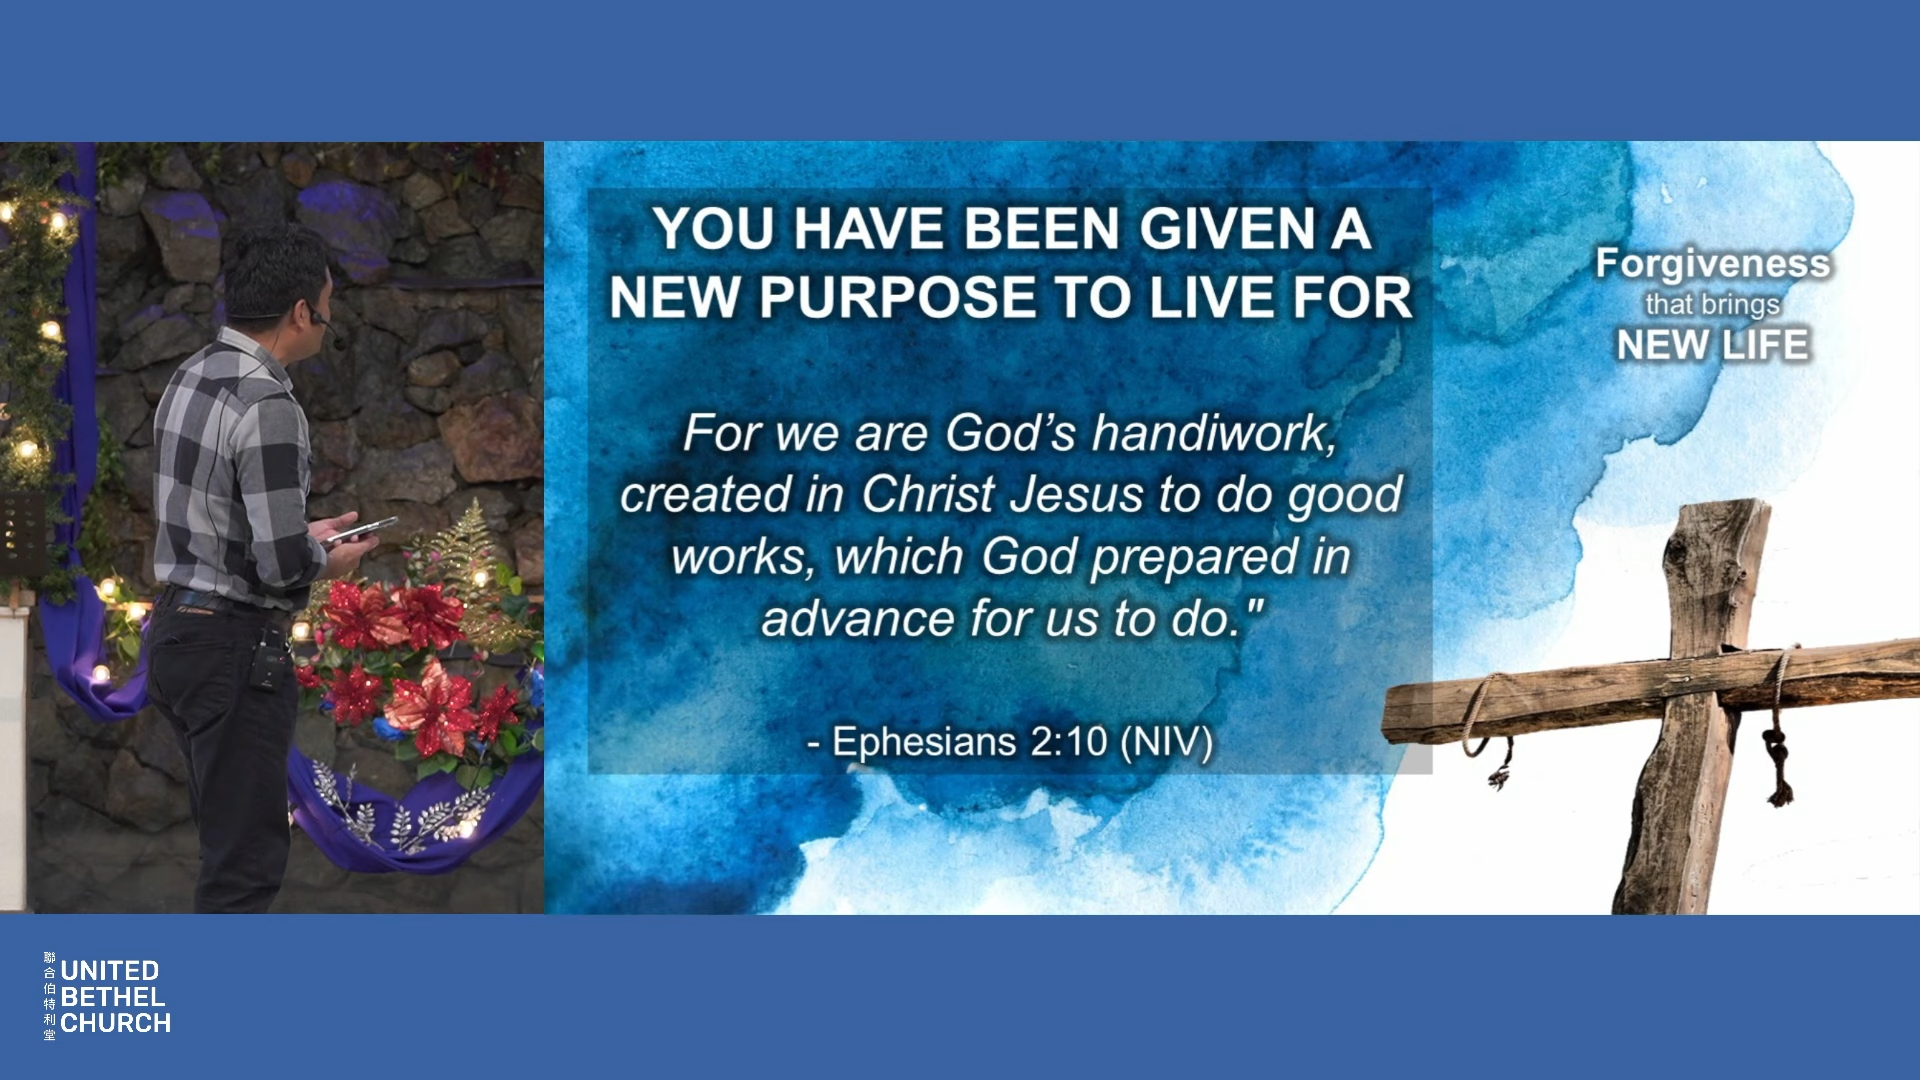 YOU HAVE BEEN GIVEN A
NEW PURPOSE TO LIVE FOR
For we are God’s handiwork,
created in Christ Jesus to do good
works, which God prepared in
advance for us to do."
- Ephesians 2:10 (NIV)
Forgiveness
that brings
NEW LIFE
聯合伯特利堂
UNITED
BETHEL
CHURCH